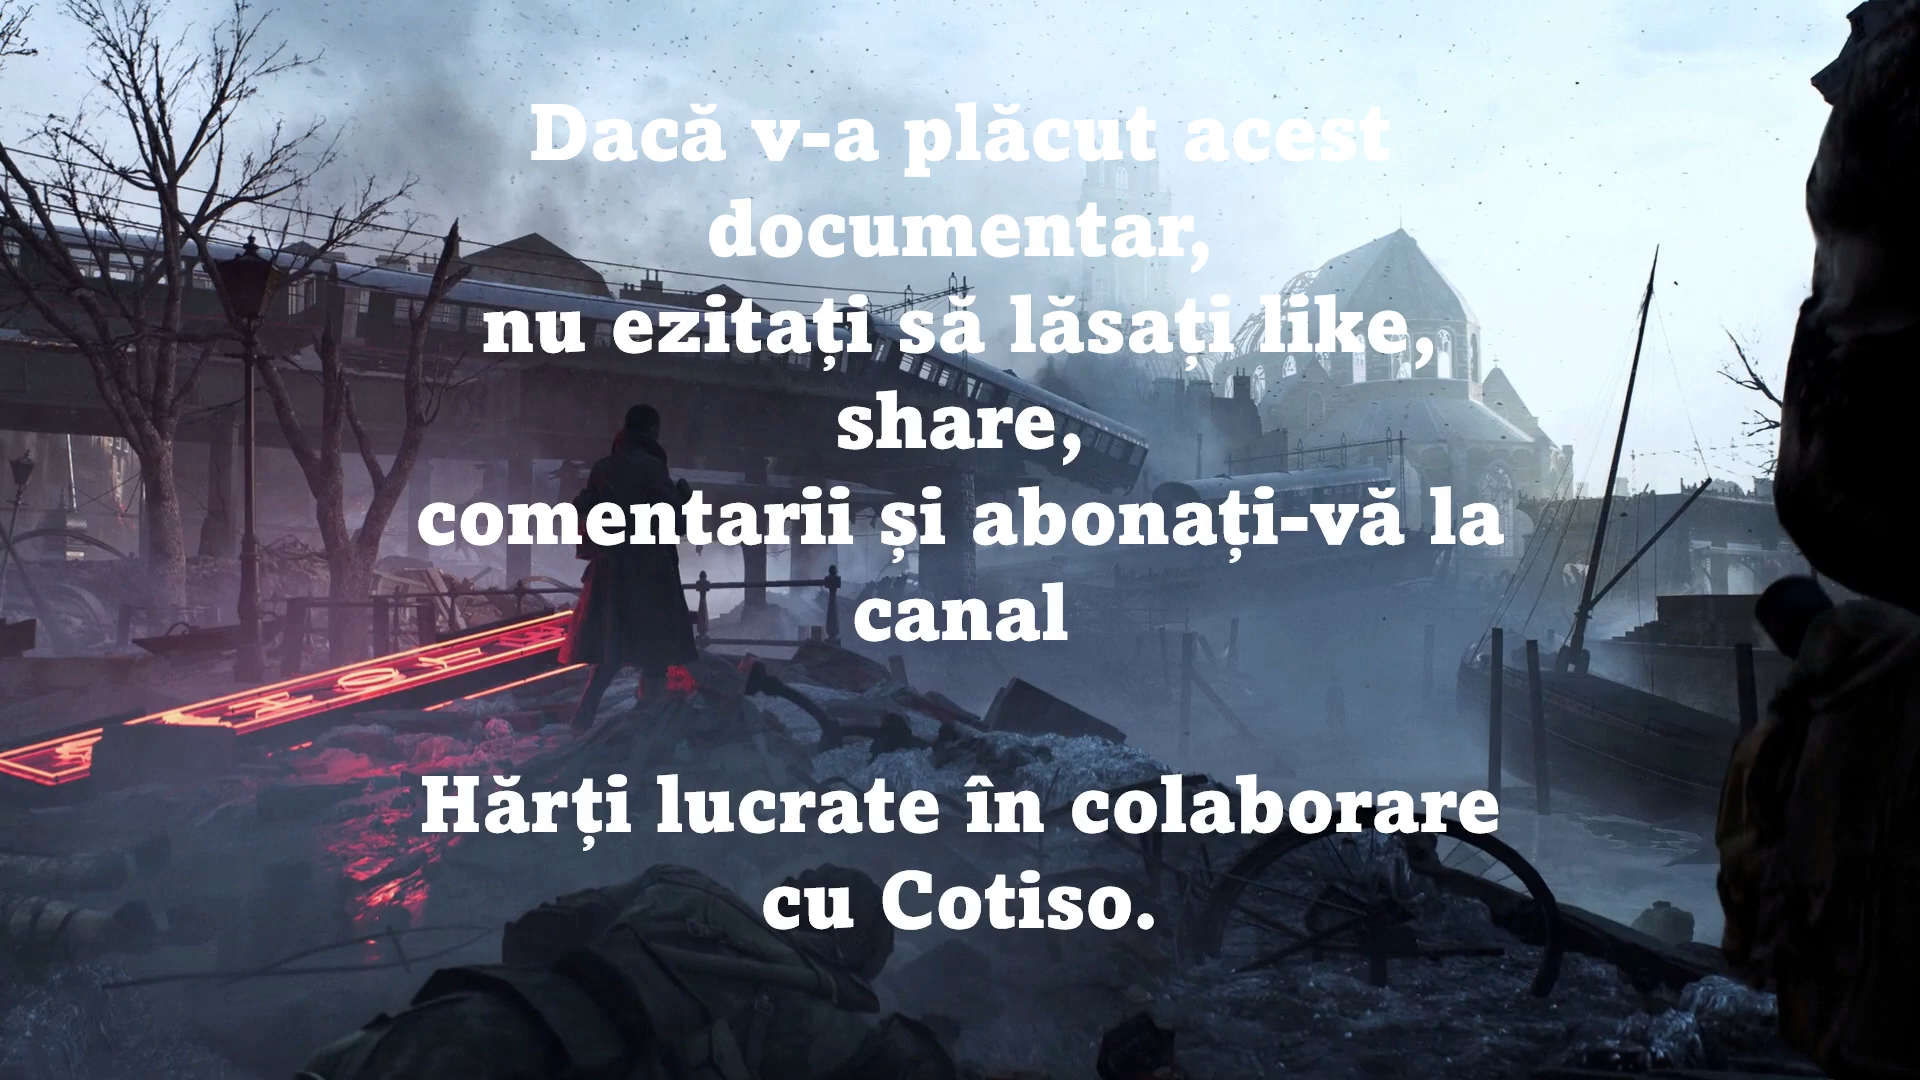 Dacă v-a plăcut acest
documentar,
nu ezitați să lăsați like,
share,
comentarii și abonați-vă la
canal
Hărți lucrate în colaborare
cu Cotiso.